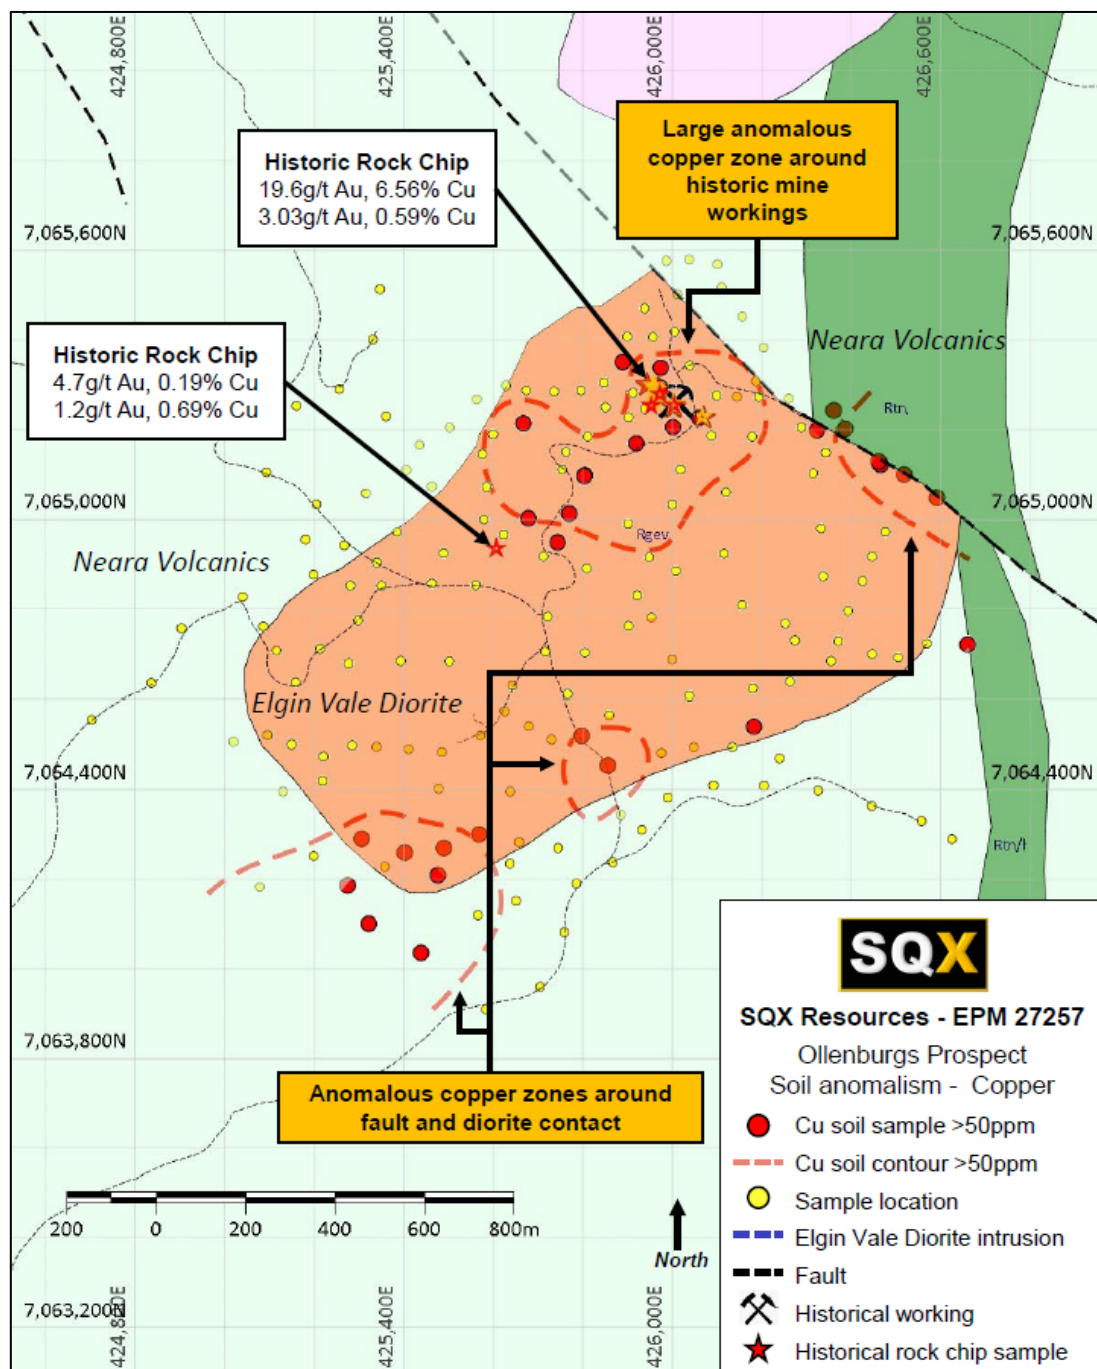 424,800E
425,400E
426,000E
426,600E
Large anomalous
copper zone around
historic mine
workings
Historic Rock Chip
19.6g/t Au, 6.56% Cu
3.03g/t Au, 0.59% Cu
7,065,600N
7,065,600N
Neara Volcanics
Historic Rock Chip
4.7g/t Au, 0.19% Cu
1.2g/t Au, 0.69% Cu
Rtn
7,065,000N
7,065,000N
Rgev
Neara Volcanics
Elgin Vale Diorite
7,064,400N
7,064,400N
Rtn/l
7,063,800N
Anomalous copper zones around
fault and diorite contact
SQX
SQX Resources - EPM 27257
Ollenburgs Prospect
Soil anomalism - Copper
Cu soil sample >50ppm
Cu soil contour >50ppm
Sample location
Elgin Vale Diorite intrusion
Fault
Historical working
Historical rock chip sample
200 0 200 400 600 800m
North
7,063,200N
424,800E
425,400E
426,000E